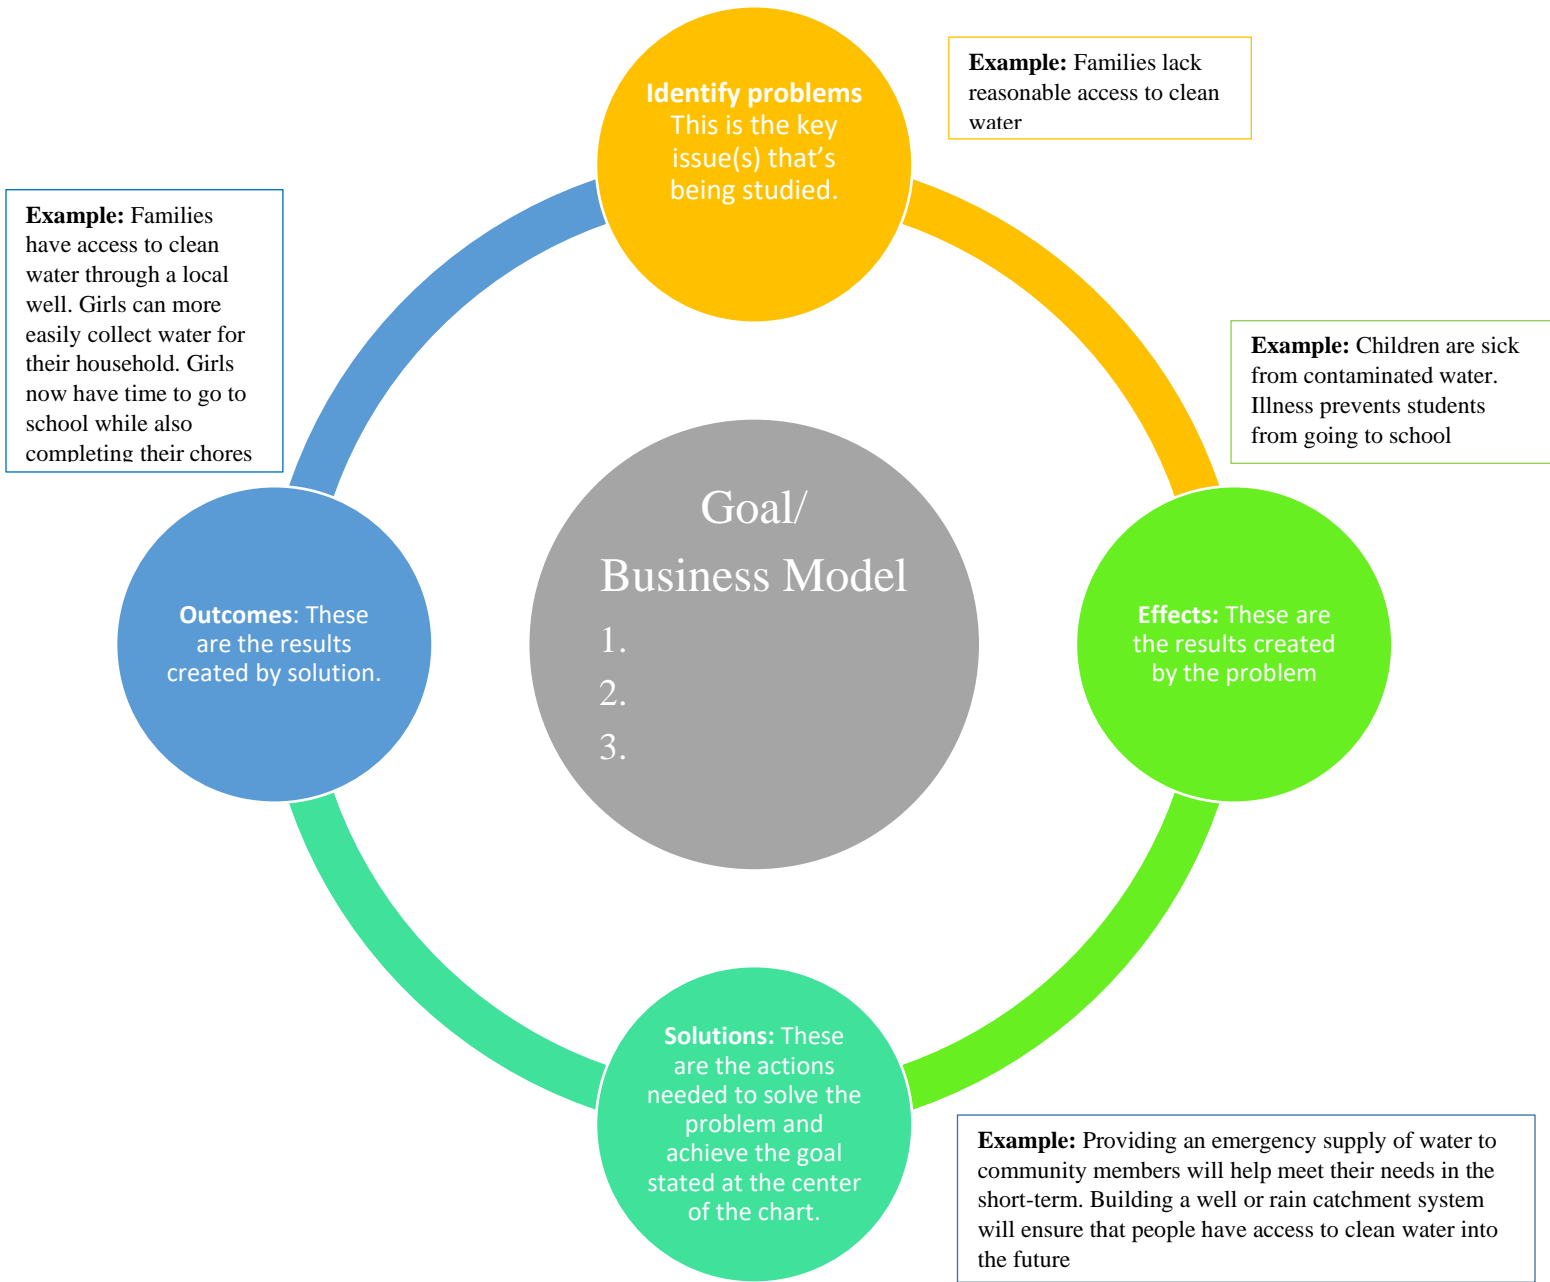 Identify problems
This is the key
issue(s) that's
being studied.
Example: Families lack
reasonable access to clean
water
Example: Families
have access to clean
water through a local
well. Girls can more
easily collect water for
their household. Girls
now have time to go to
school while also
completing their chores
Example: Children are sick
from contaminated water.
Illness prevents students
from going to school
Goal/
Business Model
1.
2.
3.
Outcomes: These
are the results
created by solution.
Effects: These are
the results created
by the problem
Solutions: These
are the actions
needed to solve the
problem and
achieve the goal
stated at the center
of the chart.
Example: Providing an emergency supply of water to
community members will help meet their needs in the
short-term. Building a well or rain catchment system
will ensure that people have access to clean water into
the future